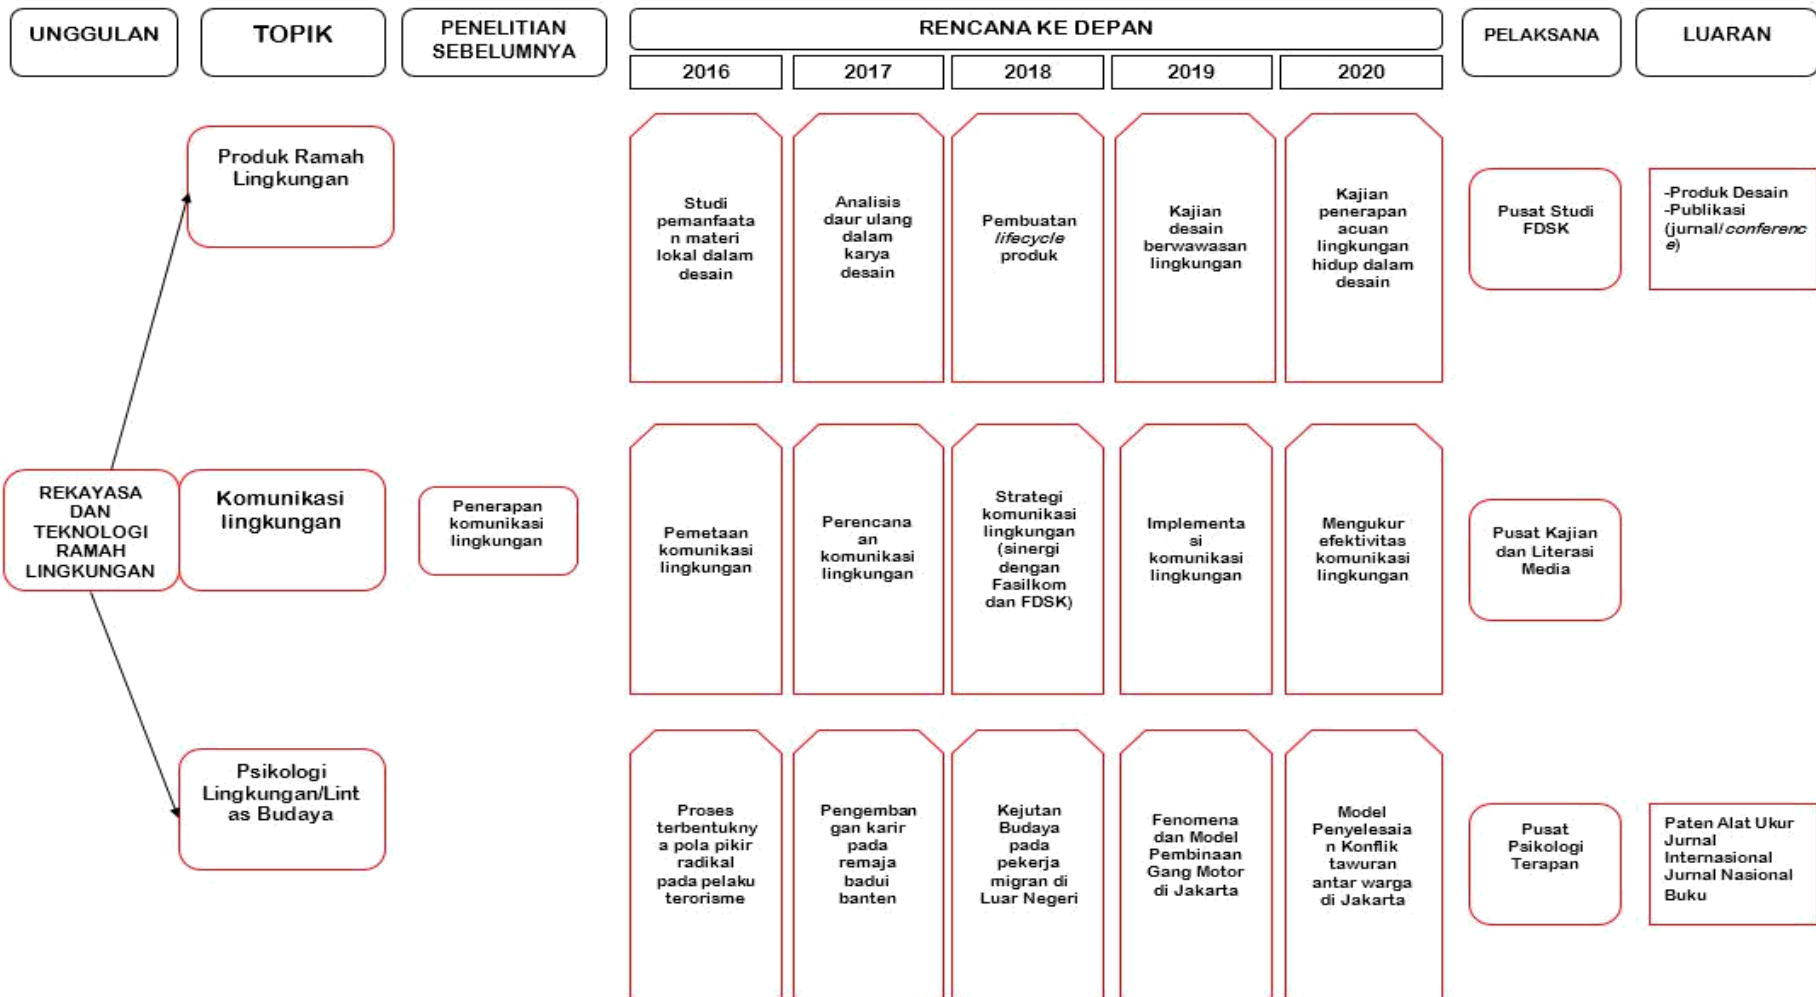 UNGGULAN
TOPIK
PENELITIAN
SEBELUMNYA
RENCANA KE DEPAN
2016
2017
2018
2019
2020
PELAKSANA
LUARAN
Produk Ramah
Lingkungan
Studi
pemanfaata
n materi
lokal dalam
desain
Analisis
daur ulang
dalam
karya
desain
Pembuatan
lifecycle
produk
Kajian
desain
berwawasan
lingkungan
Kajian
penerapan
acuan
lingkungan
hidup dalam
desain
Pusat Studi
FDSK
-Produk Desain
-Publikasi
(jurnal/conferenc
e)
REKAYASA
DAN
TEKNOLOGI
RAMAH
LINGKUNGAN
Komunikasi
lingkungan
Penerapan
komunikasi
lingkungan
Pemetaan
komunikasi
lingkungan
Perencana
an
komunikasi
lingkungan
Strategi
komunikasi
lingkungan
(sinergi
dengan
Fasilkom
dan FDSK)
Implementa
si
komunikasi
lingkungan
Mengukur
efektivitas
komunikasi
lingkungan
Pusat Kajian
dan Literasi
Media
Psikologi
Lingkungan/Lint
as Budaya
Proses
terbentukny
a pola pikir
radikal
pada pelaku
terorisme
Pengemban
gan karir
pada
remaja
badui
banten
Kejutan
Budaya
pada
pekerja
migran di
Luar Negeri
Fenomena
dan Model
Pembinaan
Gang Motor
di Jakarta
Model
Penyelesaia
n Konflik
tawuran
antar warga
di Jakarta
Pusat
Psikologi
Terapan
Paten Alat Ukur
Jurnal
Internasional
Jurnal Nasional
Buku